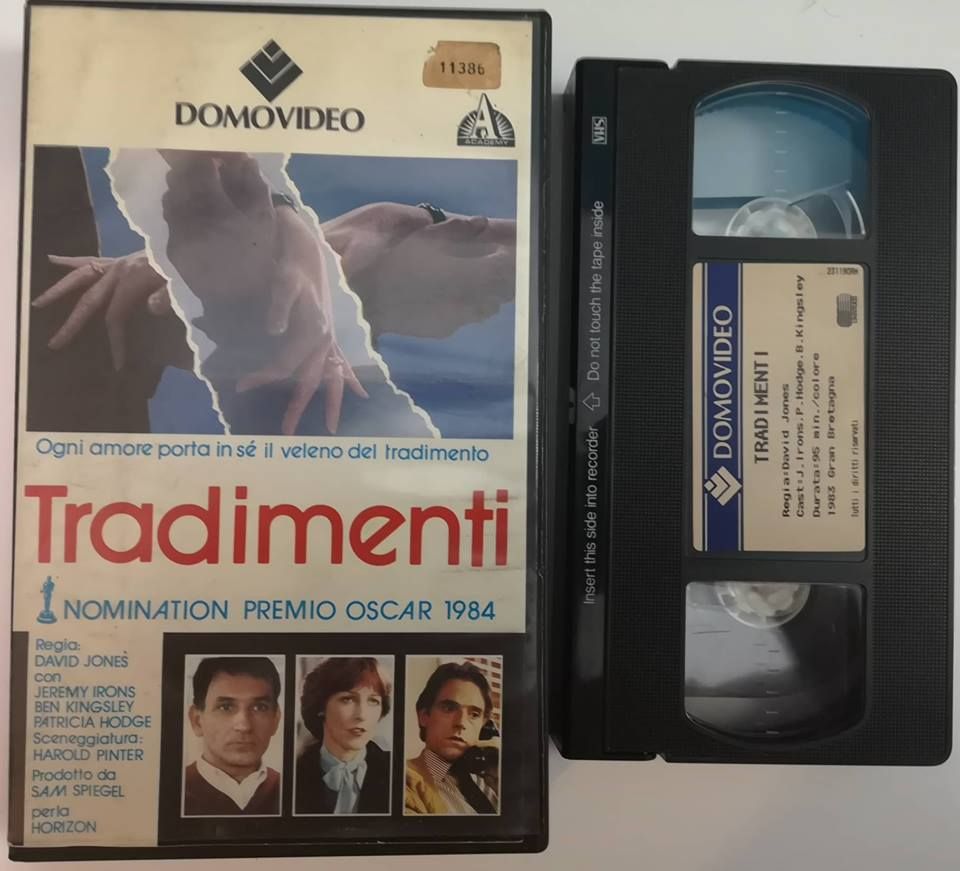 DOMOVIDEO
11386
A
ACADEMY
Ogni amore porta in sé il veleno del tradimento
Tradimenti
NOMINATION PREMIO OSCAR 1984
Regia:
DAVID JONES
con
JEREMY IRONS
BEN KINGSLEY
PATRICIA HODGE
Sceneggiatura:
HAROLD PINTER
Prodotto da
SAM SPIEGEL
per la
HORIZON
VHS
Insert this side into recorder Do not touch the tape inside
DOMOVIDEO
TRADIMENTI
Regia:David Jones
Cast:J.Irons.P.Hodge.B.Kingsley
Durata:95 min./colore
1983 Gran Bretagna
Tutti i diritti riservati